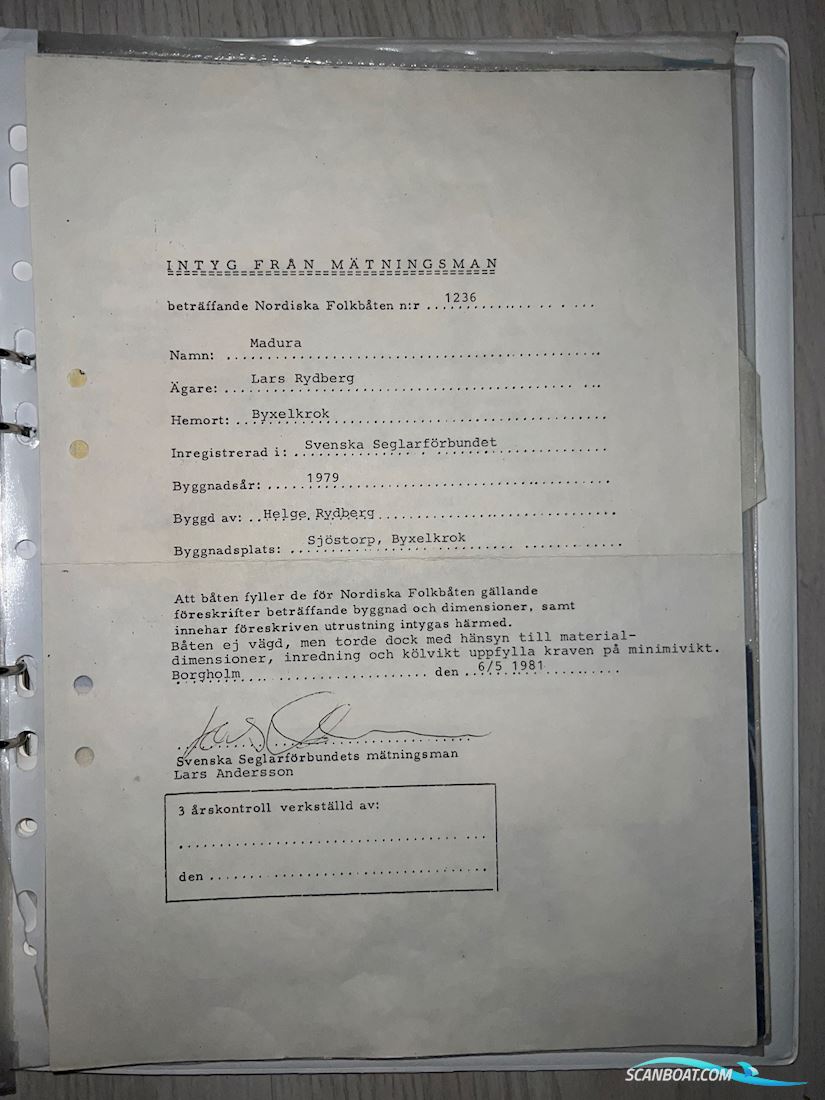 INTYG FRÅN MÄTNINGSMAN
beträffande Nordiska Folkbåten n:r 1236
Namn: Madura
Ägare: Lars Rydberg
Hemort: Byxelkrok
Inregistrerad i: Svenska Seglarförbundet
Byggnadsår: 1979
Byggd av: Helge Rydberg
Byggnadsplats: Sjöstorp, Byxelkrok
Att båten fyller de för Nordiska Folkbåten gällande
föreskrifter beträffande byggnad och dimensioner, samt
innehar föreskriven utrustning intygas härmed.
Båten ej vägd, men torde dock med hänsyn till material-
dimensioner, inredning och kölvikt uppfylla kraven på minimivikt.
Borgholm den 6/5 1981
Svenska Seglarförbundets mätningsman
Lars Andersson
3 årskontroll verkställd av:
den
SCANBOAT.COM